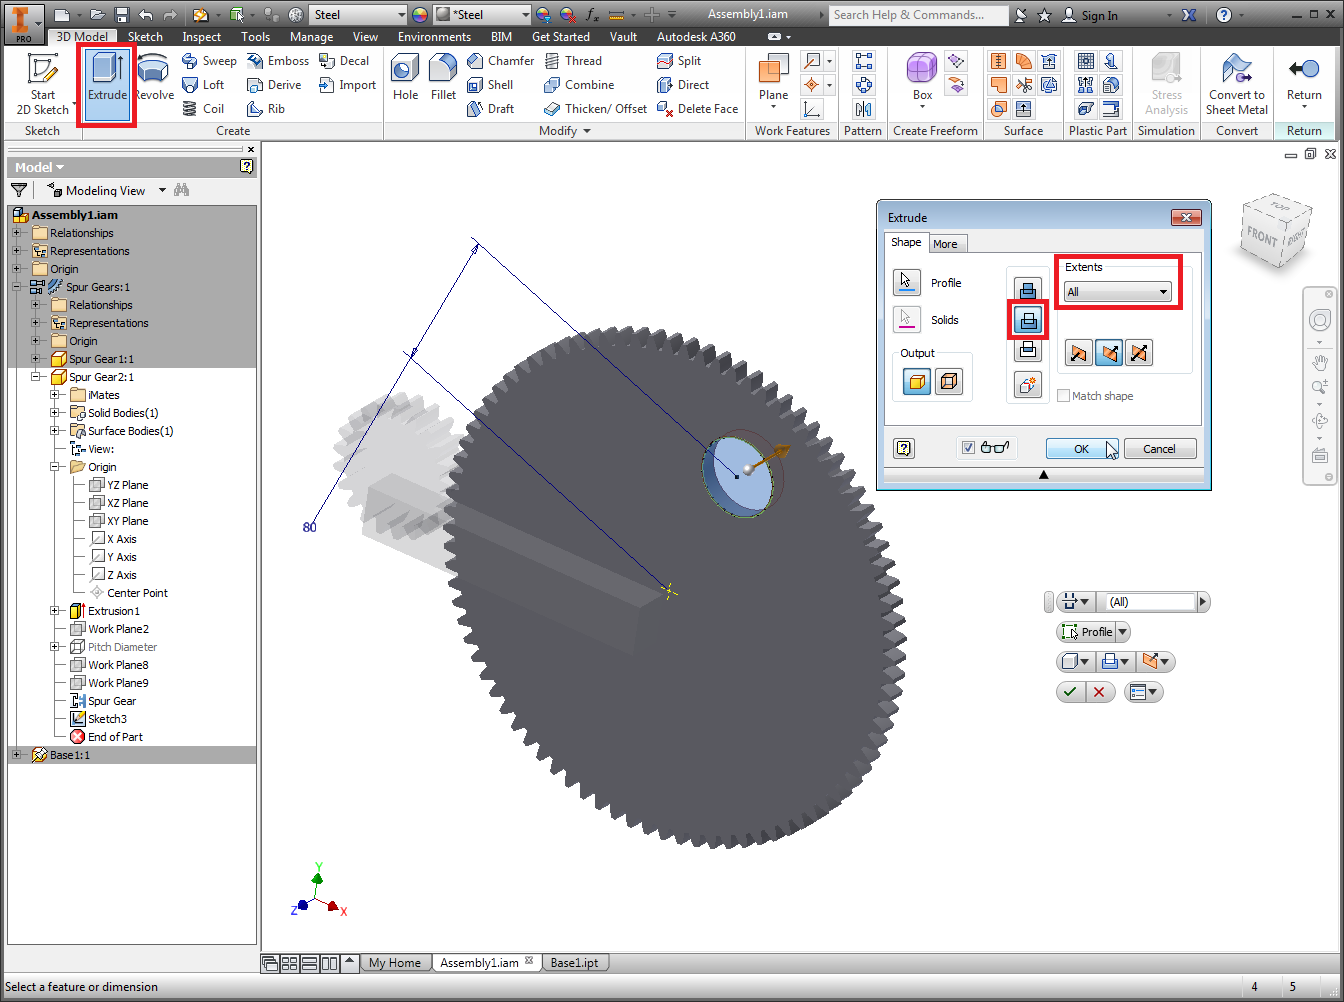 Steel
*Steel
fx
Assembly1.iam
Search Help & Commands...
Sign In
PRO
3D Model
Sketch
Inspect
Tools
Manage
View
Environments
BIM
Get Started
Vault
Autodesk A360
Start
2D Sketch
Extrude
Revolve
Sweep
Loft
Coil
Emboss
Derive
Rib
Decal
Import
Hole
Fillet
Chamfer
Shell
Draft
Thread
Combine
Thicken/ Offset
Split
Direct
Delete Face
Plane
Box
Stress
Analysis
Convert to
Sheet Metal
Return
Sketch
Create
Modify
Work Features
Pattern
Create Freeform
Surface
Plastic Part
Simulation
Convert
Return
Model
Modeling View
Assembly1.iam
Relationships
Representations
Origin
Spur Gears:1
Relationships
Representations
Origin
Spur Gear1:1
Spur Gear2:1
iMates
Solid Bodies(1)
Surface Bodies(1)
View:
Origin
YZ Plane
XZ Plane
XY Plane
X Axis
Y Axis
Z Axis
Center Point
Extrusion1
Work Plane2
Pitch Diameter
Work Plane8
Work Plane9
Spur Gear
Sketch3
End of Part
Base1:1
80
Extrude
Shape
More
Profile
Solids
Output
Extents
All
Match shape
OK
Cancel
TOP
FRONT
RIGHT
(All)
Profile
Y
Z
X
My Home
Assembly1.iam
Base1.ipt
Select a feature or dimension
4
5